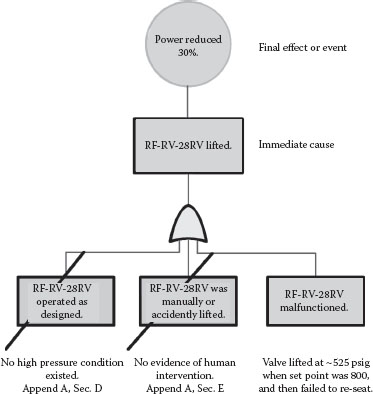 Power reduced
30%.
Final effect or event
RF-RV-28RV lifted.
Immediate cause
RF-RV-28RV
operated as
designed.
RF-RV-28RV was
manually or
accidently lifted.
RF-RV-28RV
malfunctioned.
No high pressure condition
existed.
Append A, Sec. D
No evidence of human
intervention.
Append A, Sec. E
Valve lifted at ~525 psig
when set point was 800,
and then failed to re-seat.